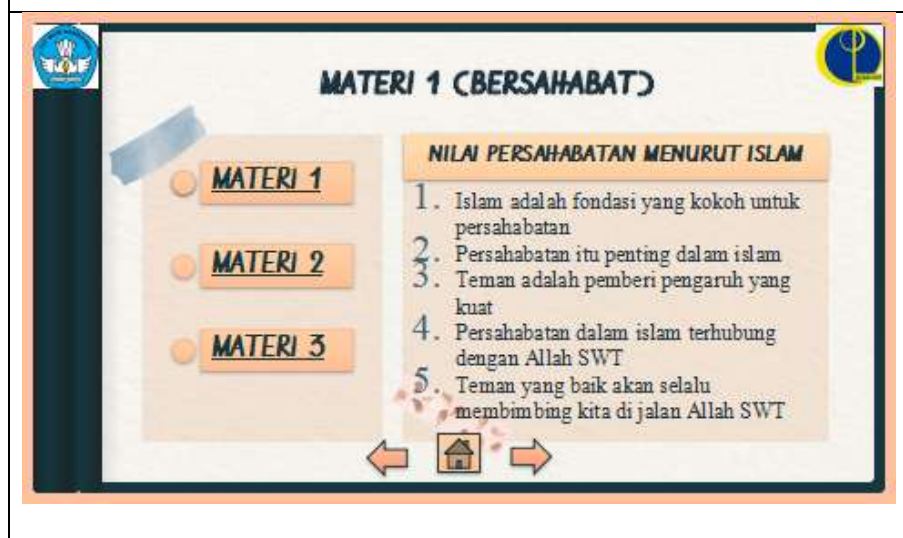 MATERI 1 (BERSAHABAT)
MATERI 1
MATERI 2
MATERI 3
NILAI PERSAHABATAN MENURUT ISLAM
1. Islam adalah fondasi yang kokoh untuk
persahabatan
2. Persahabatan itu penting dalam islam
3. Teman adalah pemberi pengaruh yang
kuat
4. Persahabatan dalam islam terhubung
dengan Allah SWT
5. Teman yang baik akan selalu
membimbing kita di jalan Allah SWT